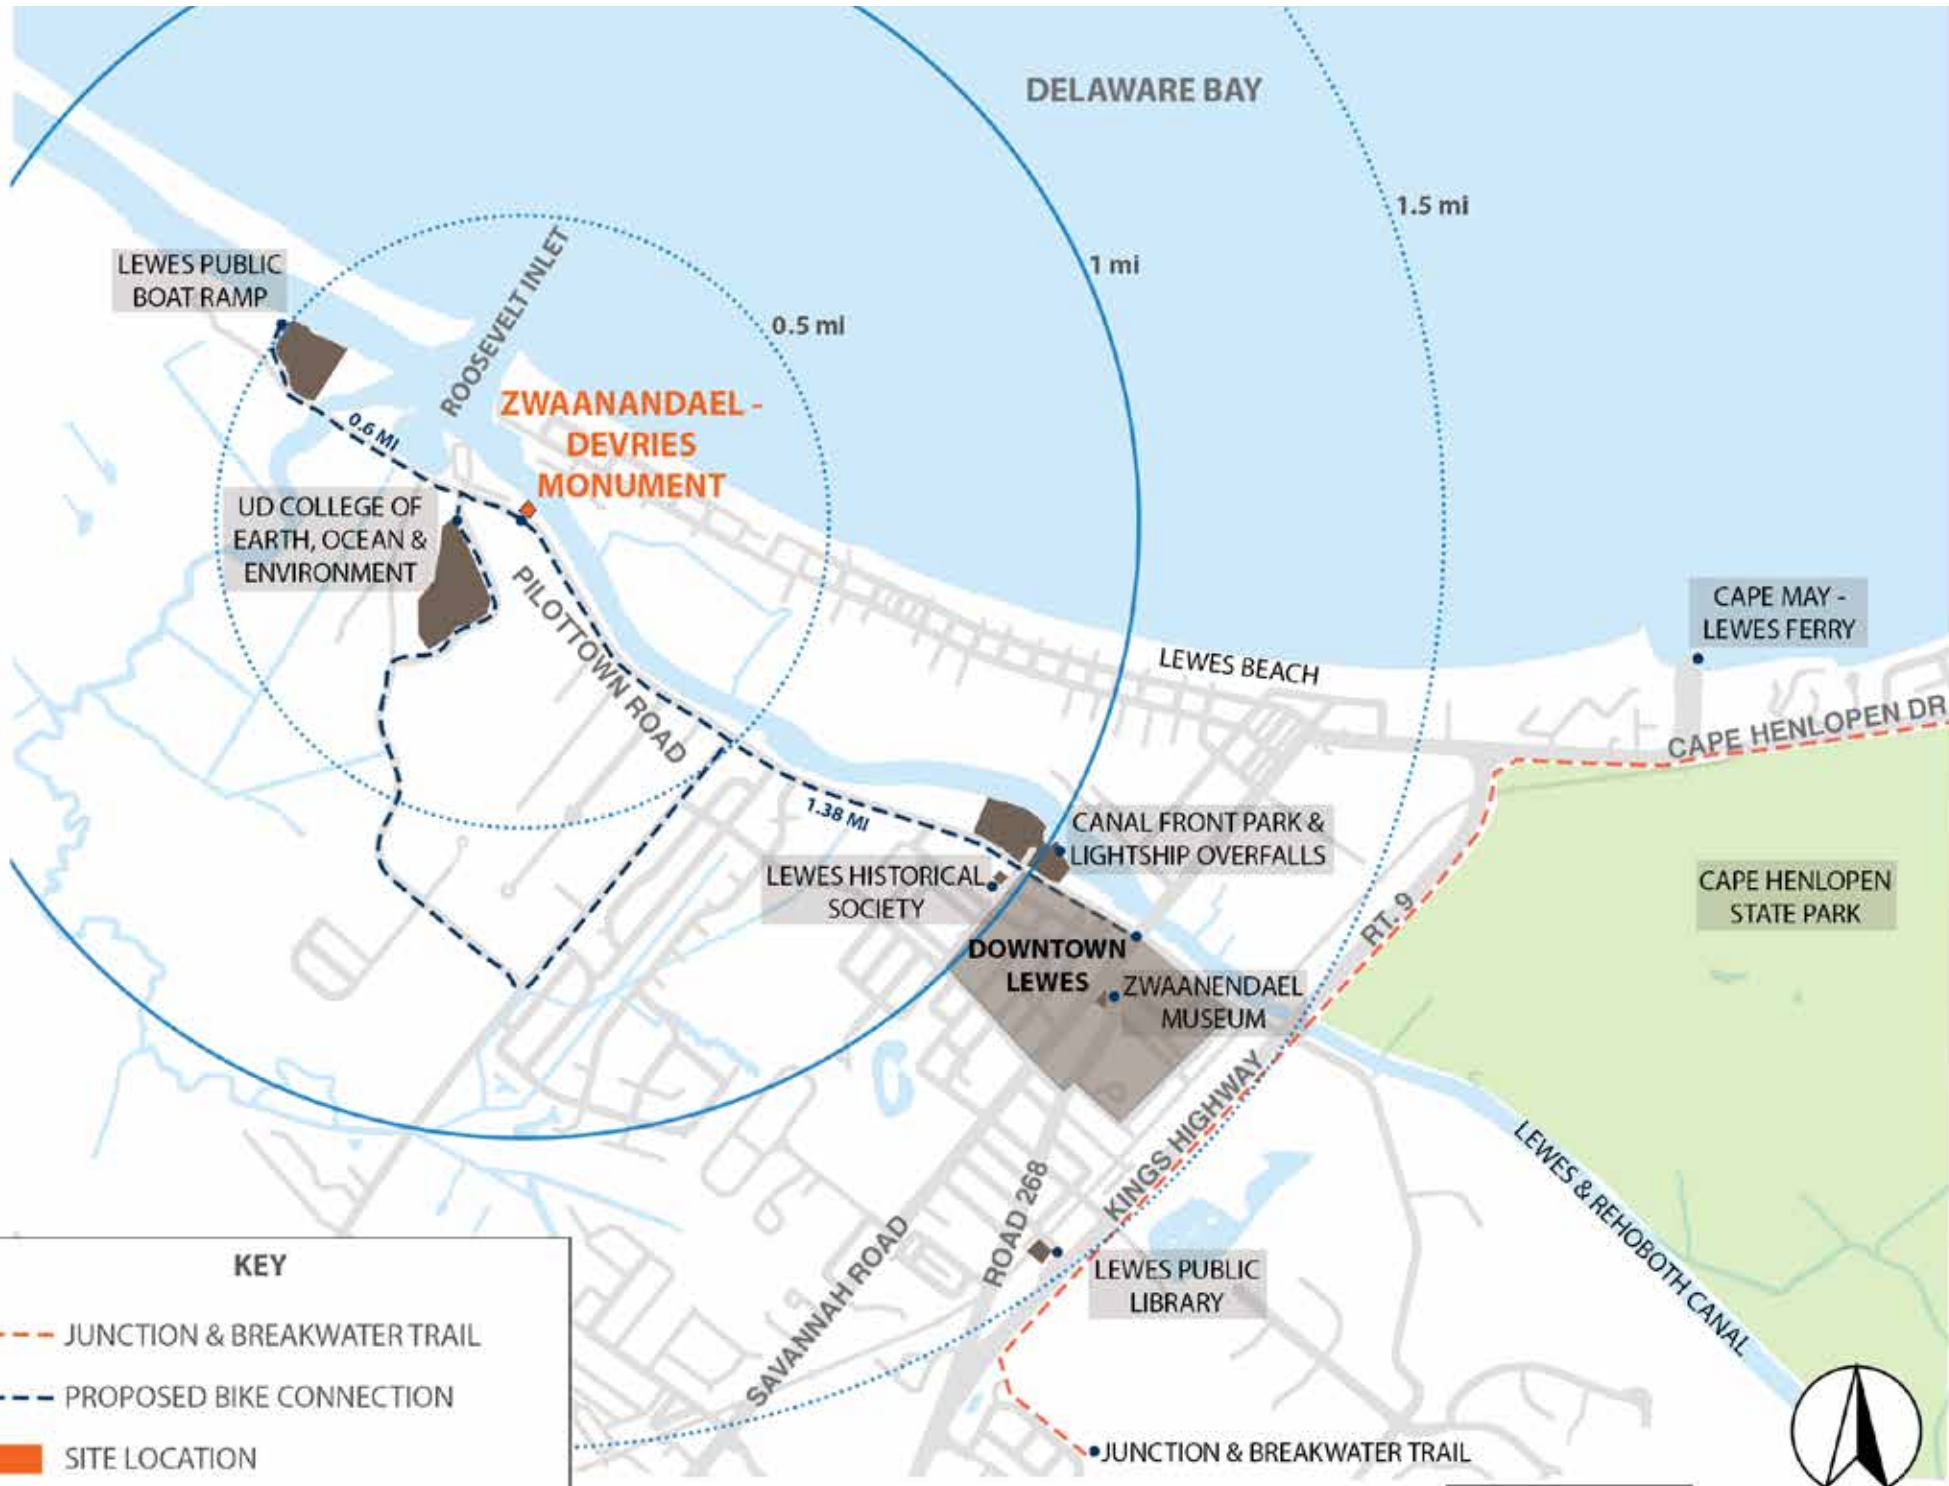 DELAWARE BAY
1.5 mi
1 mi
0.5 mi
LEWES PUBLIC
BOAT RAMP
ROOSEVELT INLET
ZWAANANDAEL -
DEVRIES
MONUMENT
0.6 MI
UD COLLEGE OF
EARTH, OCEAN &
ENVIRONMENT
PILOTTOWN ROAD
CAPE MAY -
LEWES FERRY
LEWES BEACH
CAPE HENLOPEN DR
1.38 MI
CANAL FRONT PARK &
LIGHTSHIP OVERFALLS
LEWES HISTORICAL
SOCIETY
CAPE HENLOPEN
STATE PARK
RT. 9
DOWNTOWN
LEWES
ZWAANENDAEL
MUSEUM
KINGS HIGHWAY
LEWES & REHOBOTH CANAL
ROAD 268
SAVANNAH ROAD
LEWES PUBLIC
LIBRARY
JUNCTION & BREAKWATER TRAIL
KEY
JUNCTION & BREAKWATER TRAIL
PROPOSED BIKE CONNECTION
SITE LOCATION